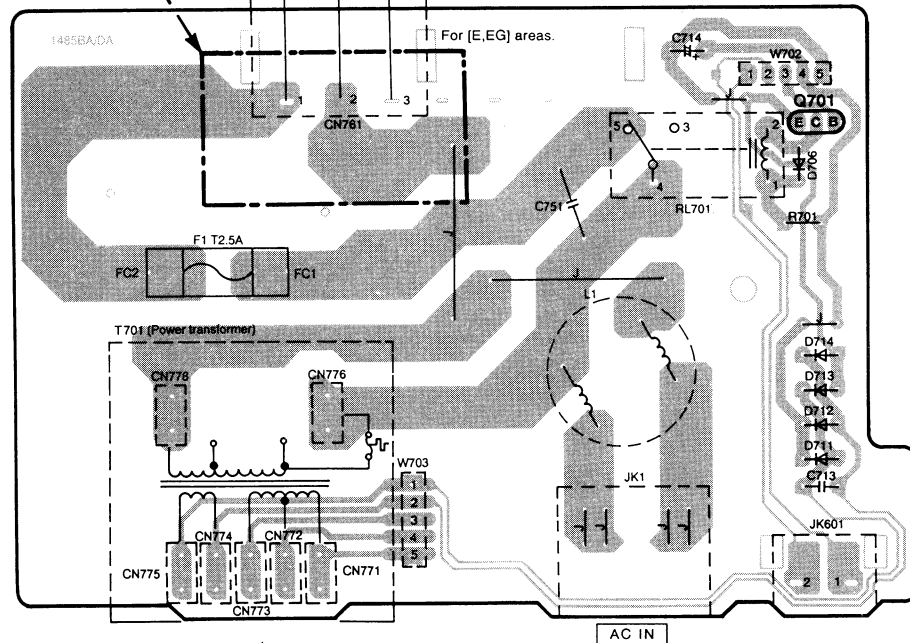 1485BA/DA
For [E,EG] areas.
C714
W702
1 2 3 4 5
J
Q701
E C B
1 2 3
CN761
5 3 2
4 1
D706
C751
RL701
R701
J
F1 T2.5A
FC2 FC1
J
L1
T701 (Power transformer)
J
D714
CN778 CN776
D713
D712
D711
W703
C713
JK1
1
2
3
4
5
CN774 CN772
JK601
CN775 CN771
J J J J
2 1
CN773
AC IN